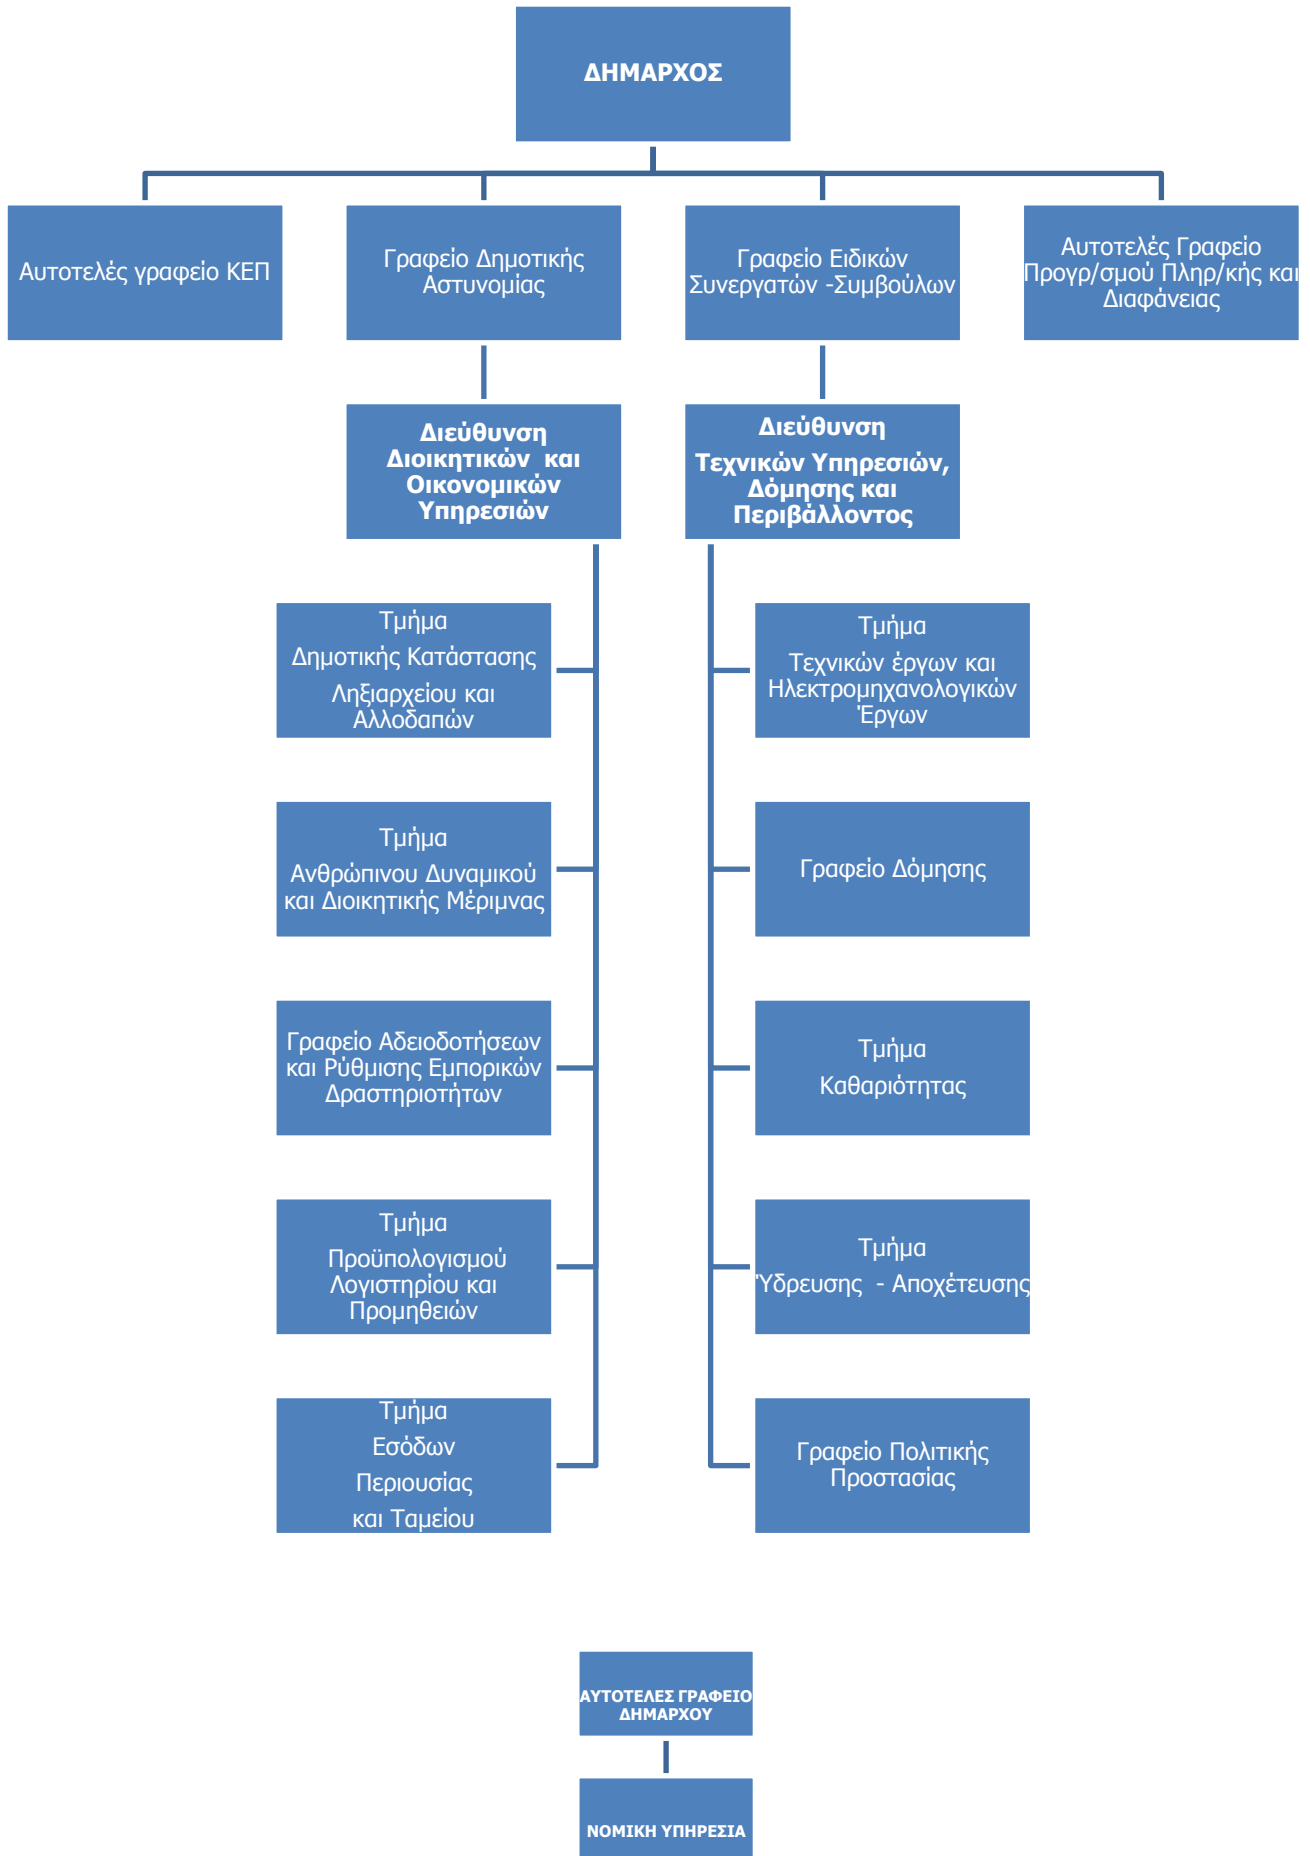 ΔΗΜΑΡΧΟΣ
Αυτοτελές γραφείο ΚΕΠ
Γραφείο Δημοτικής
Αστυνομίας
Γραφείο Ειδικών
Συνεργατών -Συμβούλων
Αυτοτελές Γραφείο
Προγρ/σμού Πληρ/κής και
Διαφάνειας
Διεύθυνση
Διοικητικών και
Οικονομικών
Υπηρεσιών
Διεύθυνση
Τεχνικών Υπηρεσιών,
Δόμησης και
Περιβάλλοντος
Τμήμα
Δημοτικής Κατάστασης
Ληξιαρχείου και
Αλλοδαπών
Τμήμα
Τεχνικών έργων και
Ηλεκτρομηχανολογικών
Έργων
Τμήμα
Ανθρώπινου Δυναμικού
και Διοικητικής Μέριμνας
Γραφείο Δόμησης
Γραφείο Αδειοδοτήσεων
και Ρύθμισης Εμπορικών
Δραστηριοτήτων
Τμήμα
Καθαριότητας
Τμήμα
Προϋπολογισμού
Λογιστηρίου και
Προμηθειών
Τμήμα
Ύδρευσης - Αποχέτευσης
Τμήμα
Εσόδων
Περιουσίας
και Ταμείου
Γραφείο Πολιτικής
Προστασίας
ΑΥΤΟΤΕΛΕΣ ΓΡΑΦΕΙΟ
ΔΗΜΑΡΧΟΥ
ΝΟΜΙΚΗ ΥΠΗΡΕΣΙΑ